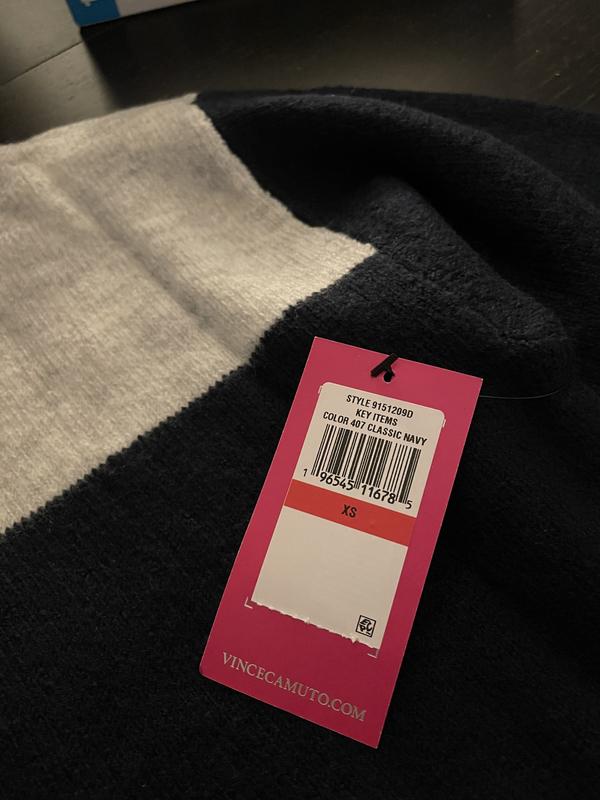 STYLE 9151209D
KEY ITEMS
COLOR 407 CLASSIC NAVY
1 96545 11678 5
XS
VINCECAMUTO.COM